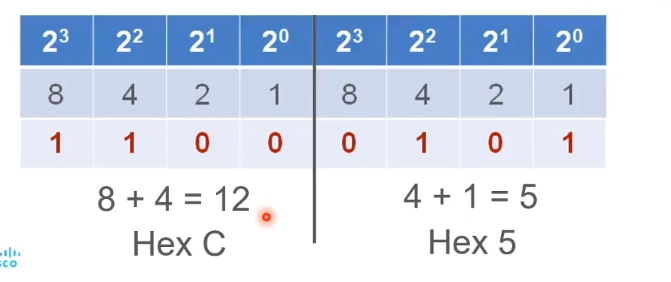 2³ 2² 2¹ 2⁰ 2³ 2² 2¹ 2⁰
8 4 2 1 8 4 2 1
1 1 0 0 0 1 0 1
8 + 4 = 12 4 + 1 = 5
Hex C Hex 5